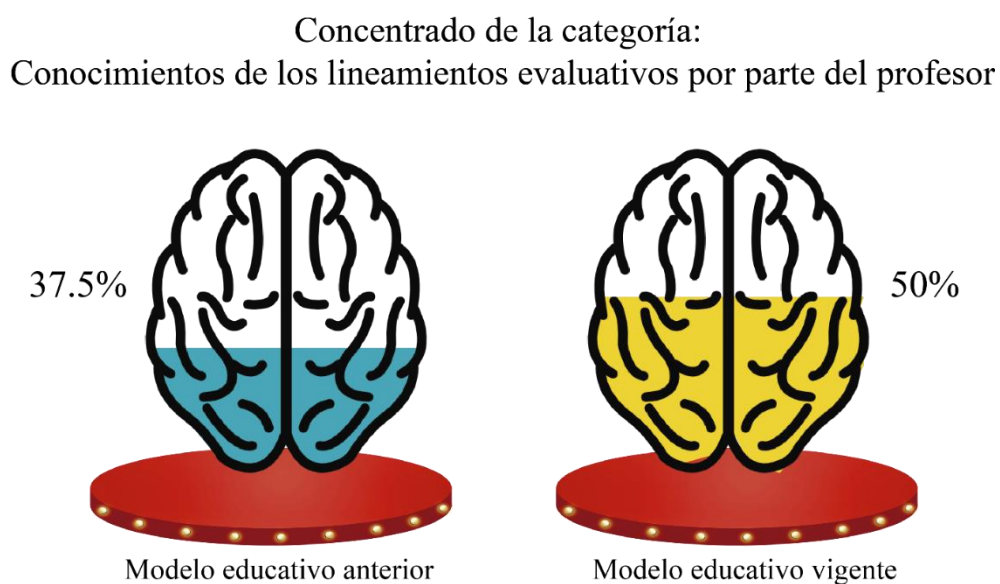 Concentrado de la categoría:
Conocimientos de los lineamientos evaluativos por parte del profesor
37.5%
50%
Modelo educativo anterior
Modelo educativo vigente